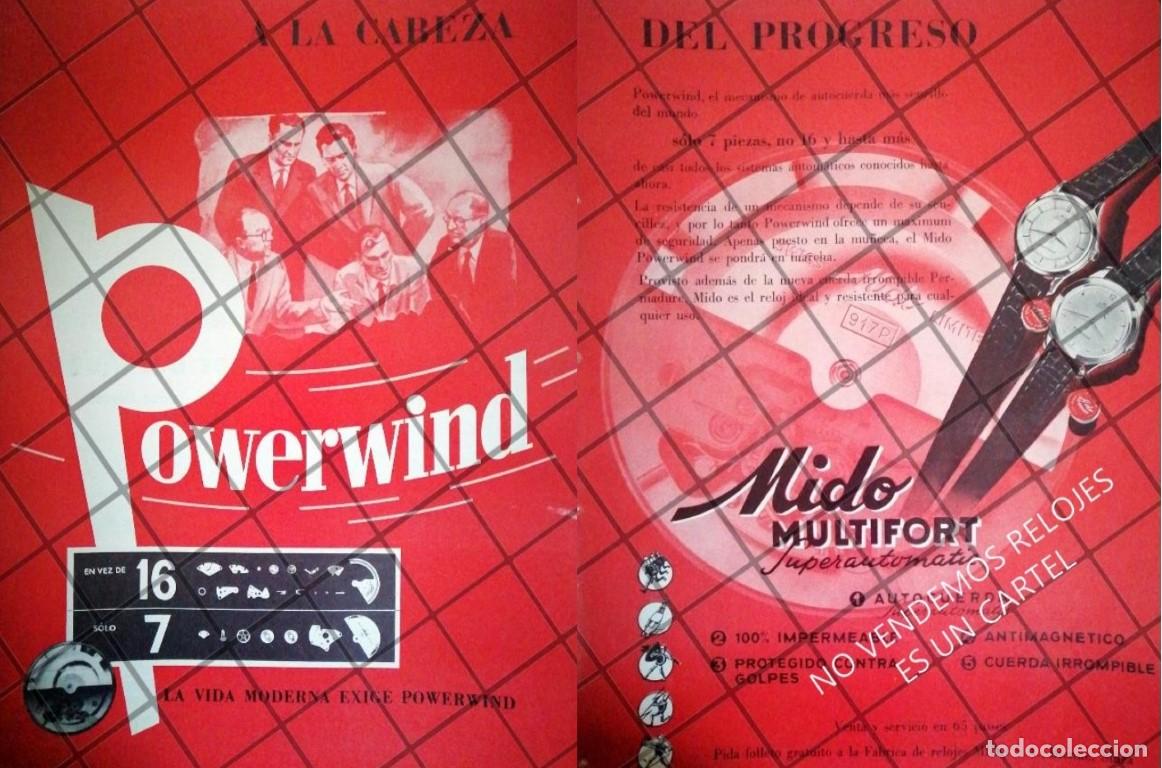 A LA CABEZA
Powerwind
EN VEZ DE 16
SÓLO 7
LA VIDA MODERNA EXIGE POWERWIND
DEL PROGRESO
Powerwind, el mecanismo de autocuerda más sencillo
del mundo
sólo 7 piezas, no 16 y hasta más
de casi todos los sistemas automáticos conocidos hasta
ahora.
La resistencia de un mecanismo depende de su sen-
cillez, y por lo tanto Powerwind ofrece un maximum
de seguridad. Apenas puesto en la muñeca, el Mido
Powerwind se pondrá en marcha.
Provisto además de la nueva cuerda irrompible Per-
madure, Mido es el reloj ideal y resistente para cual-
quier uso.
917P
Mido
MULTIFORT
Superautomatic
1 AUTOCUERDA
2 100% IMPERMEABLE
ANTIMAGNETICO
3 PROTEGIDO CONTRA
GOLPES
5 CUERDA IRROMPIBLE
NO VENDEMOS RELOJES
ES UN CARTEL
Venta y servicio en 65 paises
Pida folleto gratuito a la Fabrica de relojes
todocoleccion